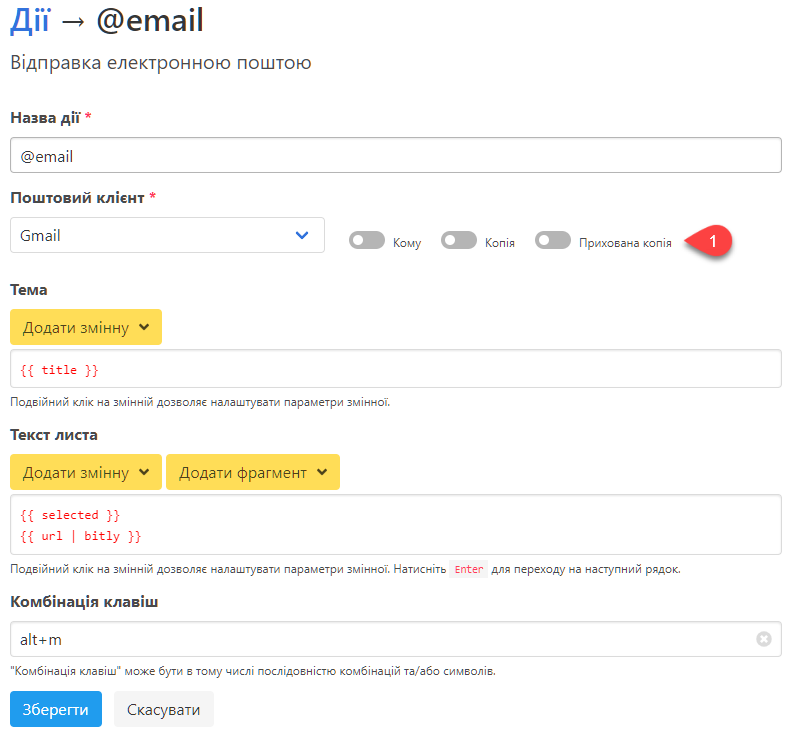 Дії → @email
Відправка електронною поштою
Назва дії *
@email
Поштовий клієнт *
Gmail
Кому
Копія
Прихована копія
1
Тема
Додати змінну
{{ title }}
Подвійний клік на змінній дозволяє налаштувати параметри змінної.
Текст листа
Додати змінну
Додати фрагмент
{{ selected }}
{{ url | bitly }}
Подвійний клік на змінній дозволяє налаштувати параметри змінної. Натисніть Enter для переходу на наступний рядок.
Комбінація клавіш
alt+m
"Комбінація клавіш" може бути в тому числі послідовністю комбінацій та/або символів.
Зберегти
Скасувати